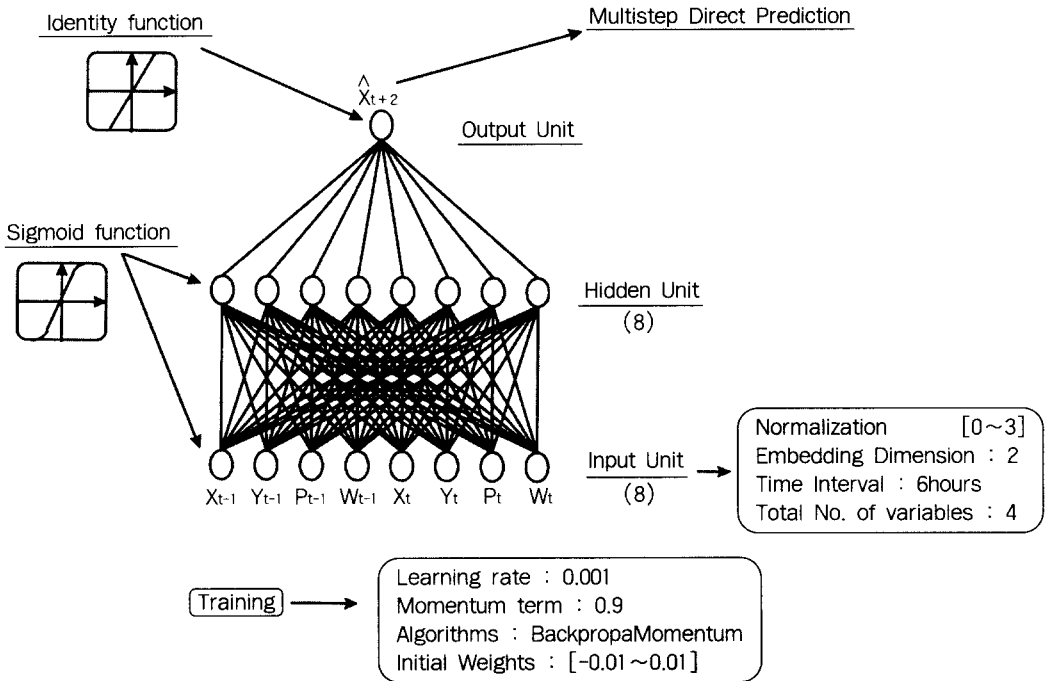 Identity function
Multistep Direct Prediction
^
Xt+2
Output Unit
Sigmoid function
Hidden Unit
(8)
Input Unit
(8)
Xt-1 Yt-1 Pt-1 Wt-1 Xt Yt Pt Wt
Normalization [0~3]
Embedding Dimension : 2
Time Interval : 6hours
Total No. of variables : 4
Training
Learning rate : 0.001
Momentum term : 0.9
Algorithms : BackpropaMomentum
Initial Weights : [-0.01~0.01]